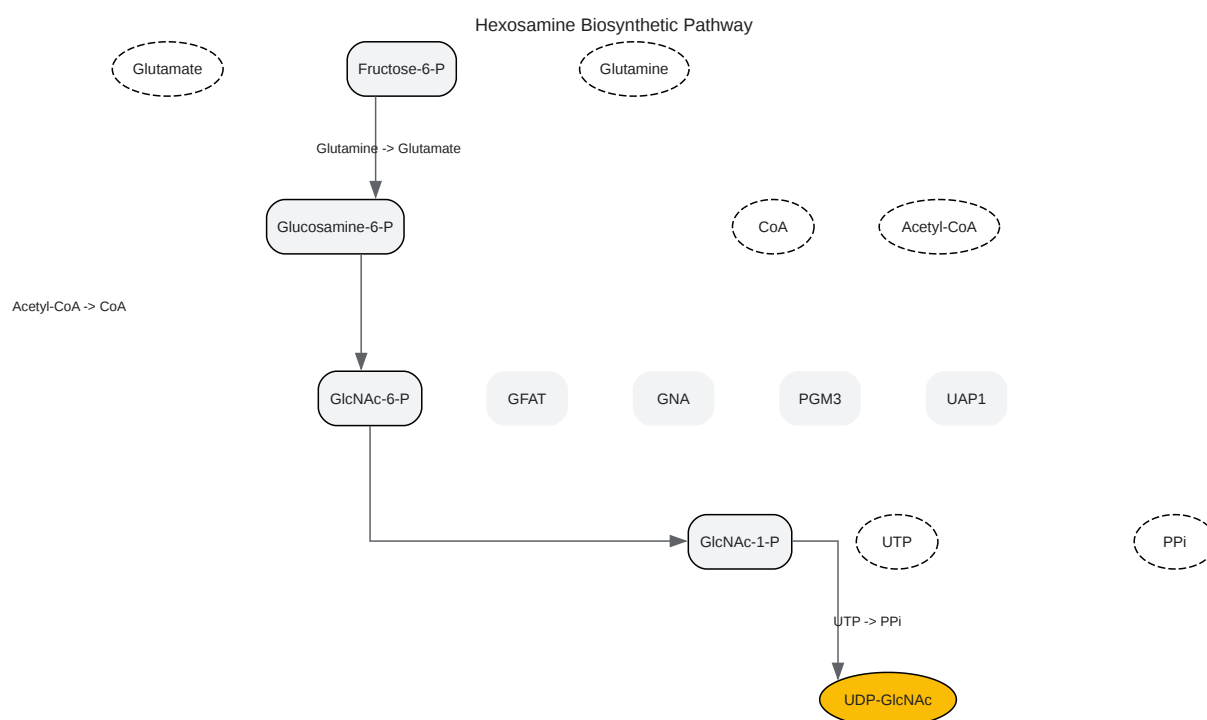 Hexosamine Biosynthetic Pathway
Glutamate
Fructose-6-P
Glutamine
Glutamine -> Glutamate
Glucosamine-6-P
CoA
Acetyl-CoA
Acetyl-CoA -> CoA
GlcNAc-6-P
GFAT
GNA
PGM3
UAP1
GlcNAc-1-P
UTP
PPi
UTP -> PPi
UDP-GlcNAc